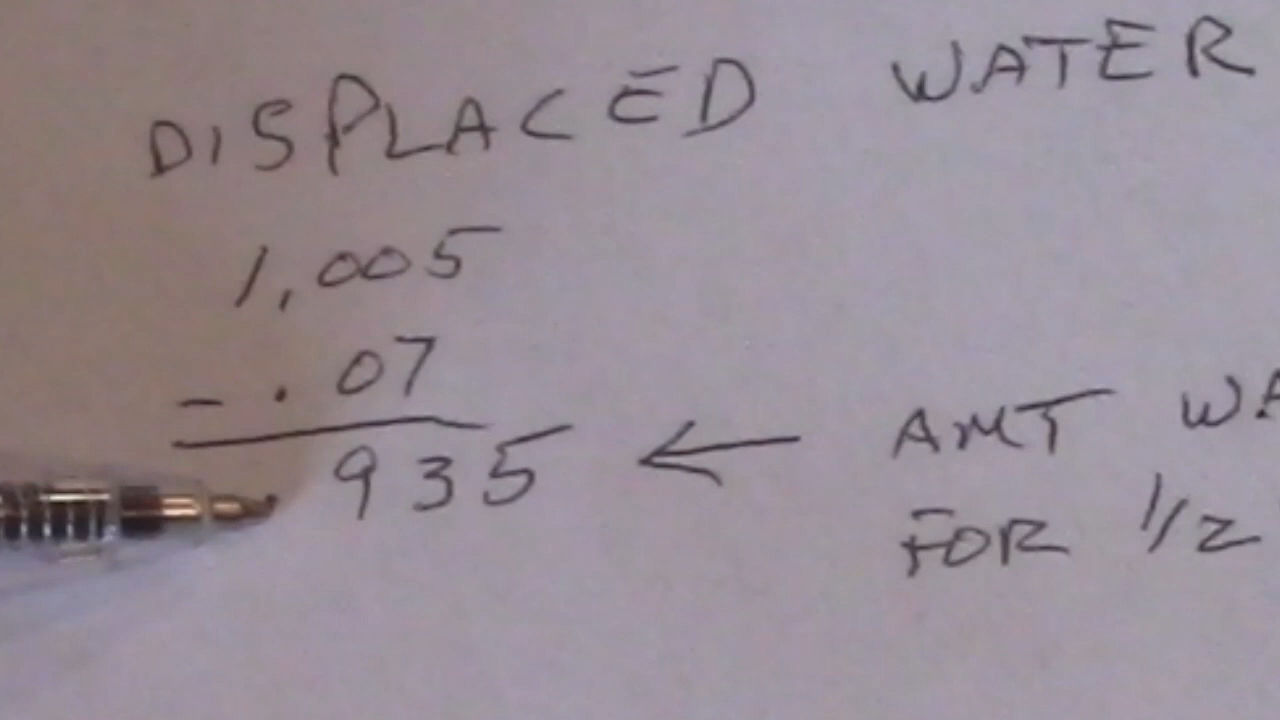 DISPLACED WATER
1,005
- .07
935 ← AMT
FOR 1/2